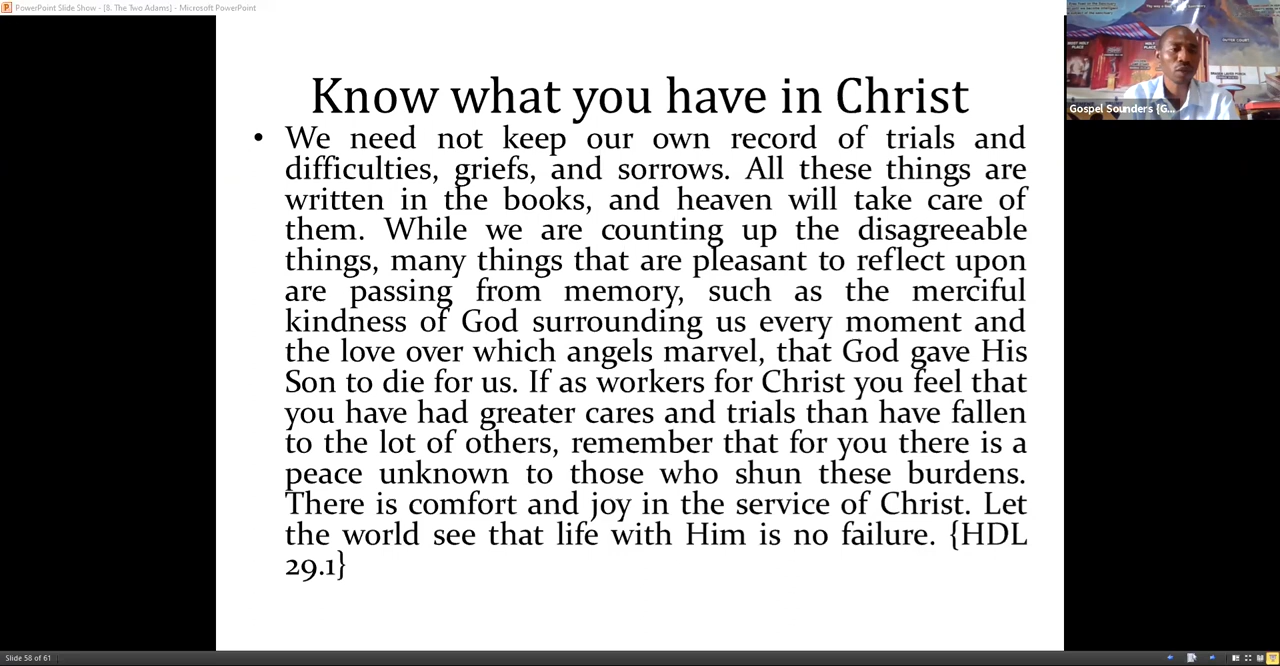 PowerPoint Slide Show - [8. The Two Adams] - Microsoft PowerPoint
Know what you have in Christ
• We need not keep our own record of trials and
difficulties, griefs, and sorrows. All these things are
written in the books, and heaven will take care of
them. While we are counting up the disagreeable
things, many things that are pleasant to reflect upon
are passing from memory, such as the merciful
kindness of God surrounding us every moment and
the love over which angels marvel, that God gave His
Son to die for us. If as workers for Christ you feel that
you have had greater cares and trials than have fallen
to the lot of others, remember that for you there is a
peace unknown to those who shun these burdens.
There is comfort and joy in the service of Christ. Let
the world see that life with Him is no failure. {HDL
29.1}
HOLY
PLACE
OUTER COURT
Gospel Sounders {G...
Slide 58 of 61